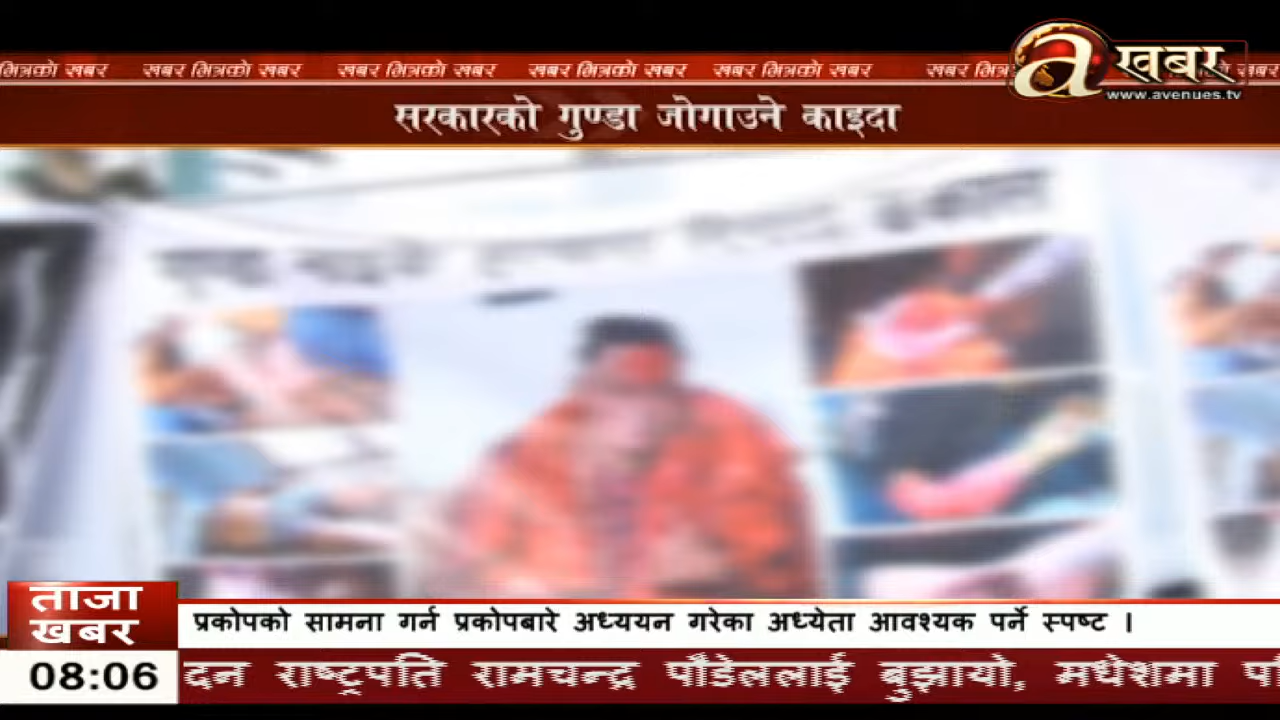 भित्रको खबर खबर भित्रको खबर खबर भित्रको खबर खबर भित्रको खबर खबर भित्रको खबर खबर
a खबर
www.avenues.tv
सरकारको गुण्डा जोगाउने काइदा
ताजा
खबर
प्रकोपको सामना गर्न प्रकोपबारे अध्ययन गरेका अध्येता आवश्यक पर्ने स्पष्ट ।
08:06
दन राष्ट्रपति रामचन्द्र पौडेललाई बुझायो, मधेशमा